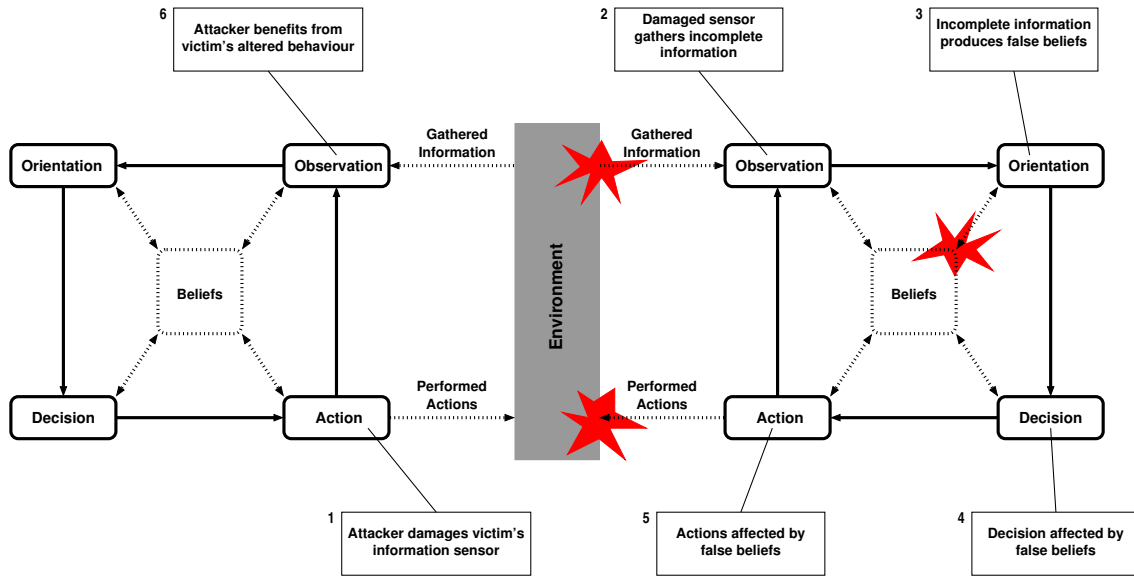 6
Attacker benefits from
victim's altered behaviour
2
Damaged sensor
gathers incomplete
information
3
Incomplete information
produces false beliefs
Orientation
Observation
Gathered
Information
Gathered
Information
Observation
Orientation
Beliefs
Environment
Beliefs
Decision
Action
Performed
Actions
Performed
Actions
Action
Decision
1
Attacker damages victim's
information sensor
5
Actions affected by
false beliefs
4
Decision affected by
false beliefs